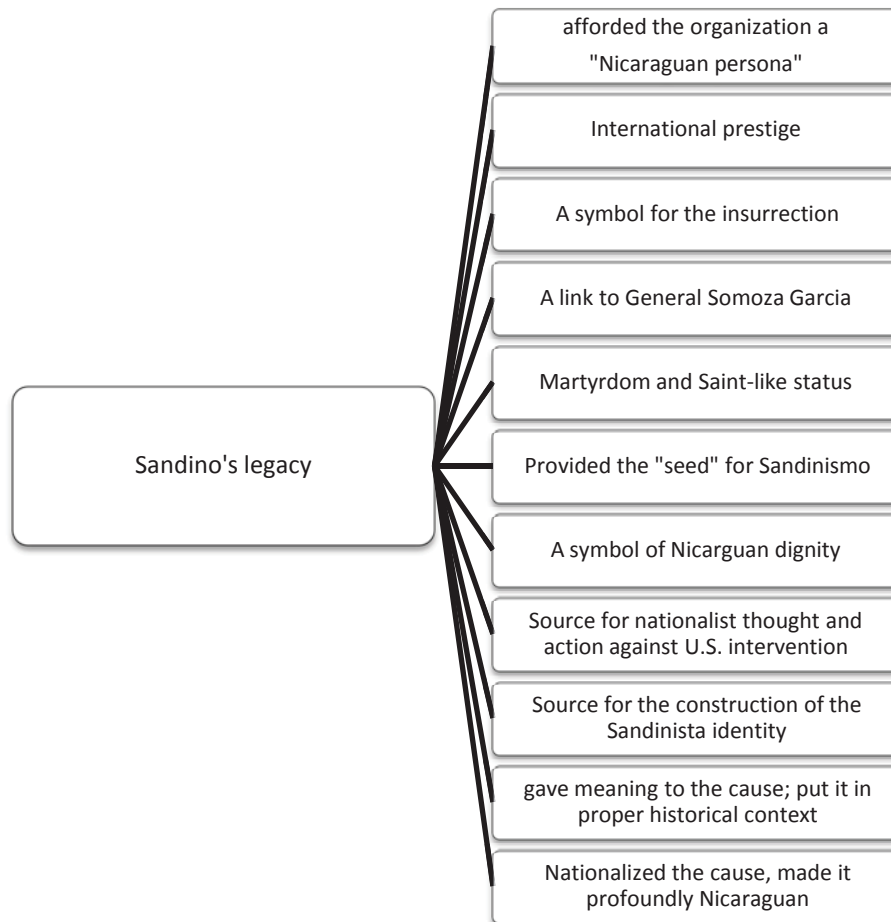 afforded the organization a
"Nicaraguan persona"
International prestige
A symbol for the insurrection
A link to General Somoza Garcia
Martyrdom and Saint-like status
Sandino's legacy
Provided the "seed" for Sandinismo
A symbol of Nicarguan dignity
Source for nationalist thought and
action against U.S. intervention
Source for the construction of the
Sandinista identity
gave meaning to the cause; put it in
proper historical context
Nationalized the cause, made it
profoundly Nicaraguan